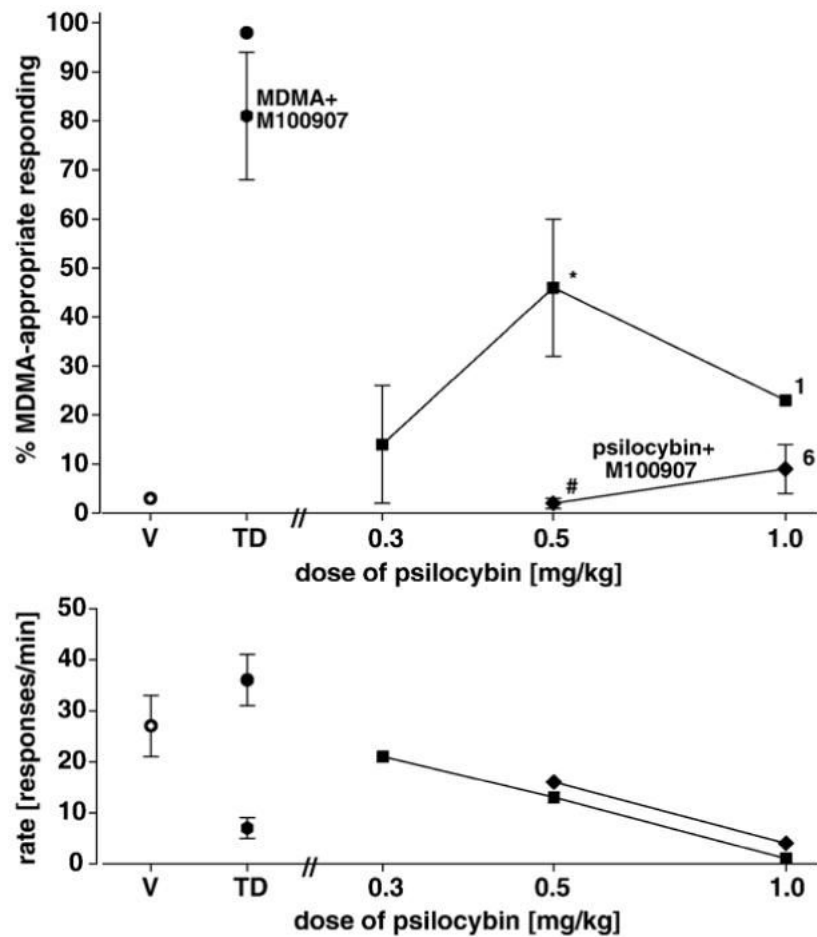 % MDMA-appropriate responding
100
90
80
70
60
50
40
30
20
10
0
MDMA+
M100907
*
1
psilocybin+
M100907
6
#
V TD // 0.3 0.5 1.0
dose of psilocybin [mg/kg]
rate [responses/min]
50
40
30
20
10
0
V TD // 0.3 0.5 1.0
dose of psilocybin [mg/kg]